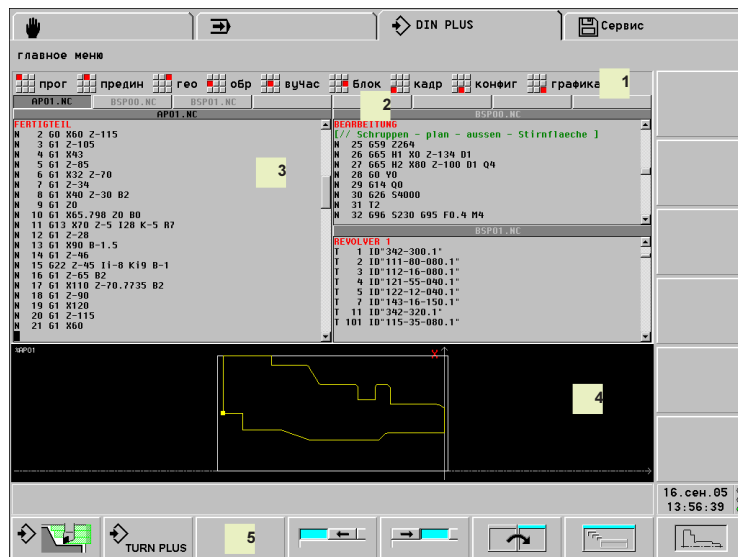 DIN PLUS
Сервис
главное меню
прог предин гео обр вучас блок кадр конфиг графика 1
AP01.NC BSP00.NC BSP01.NC
2
AP01.NC
FERTIGTEIL
N 2 G0 X60 Z-115
N 3 G1 Z-105
N 4 G1 X43
N 5 G1 Z-85
N 6 G1 X32 Z-70
N 7 G1 Z-34
N 8 G1 X40 Z-30 B2
N 9 G1 Z0
N 10 G1 X65.798 Z0 B0
N 11 G13 X70 Z-5 I28 K-5 R7
N 12 G1 Z-28
N 13 G1 X90 B-1.5
N 14 G1 Z-46
N 15 G22 Z-45 Ii-8 Ki9 B-1
N 16 G1 Z-65 B2
N 17 G1 X110 Z-70.7735 B2
N 18 G1 Z-90
N 19 G1 X120
N 20 G1 Z-115
N 21 G1 X60
3
BSP00.NC
BEARBEITUNG
[// Schruppen - plan - aussen - Stirnflaeche ]
N 25 G59 Z264
N 26 G65 H1 X0 Z-134 D1
N 27 G65 H2 X80 Z-100 D1 Q4
N 28 G0 Y0
N 29 G14 Q0
N 30 G26 S4000
N 31 T2
N 32 G96 S230 G95 F0.4 M4
BSP01.NC
REVOLVER 1
T 1 ID"342-300.1"
T 2 ID"111-80-080.1"
T 3 ID"112-16-080.1"
T 4 ID"121-55-040.1"
T 5 ID"122-12-040.1"
T 7 ID"143-16-150.1"
T 11 ID"342-320.1"
T 101 ID"115-35-080.1"
%AP01
X
4
16.сен.05
13:56:39
TURN PLUS
5